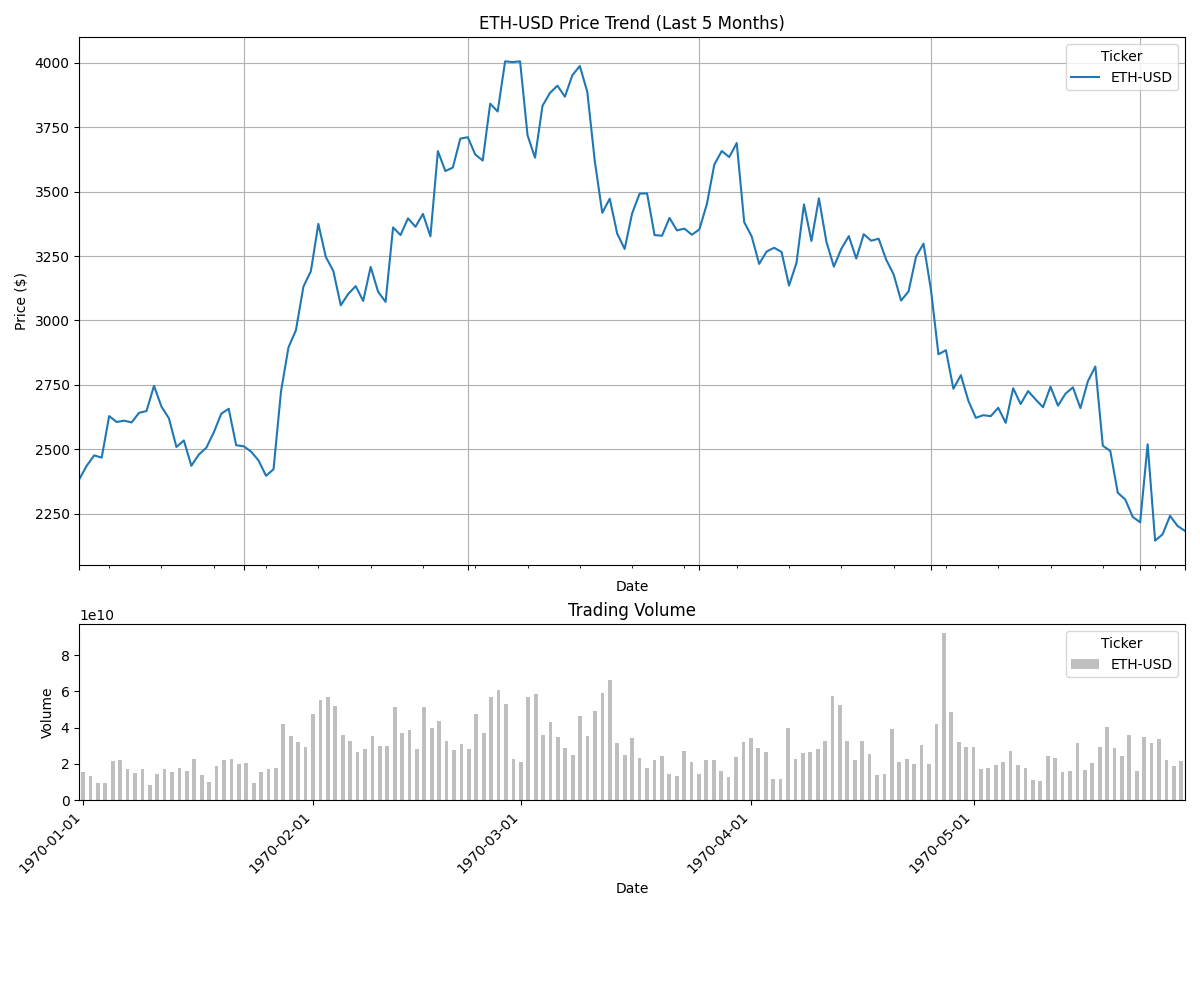 ETH-USD Price Trend (Last 5 Months)
4000
3750
3500
3250
3000
2750
2500
2250
Price ($)
Ticker
ETH-USD
Date
Trading Volume
1e10
8
6
4
2
0
Volume
Ticker
ETH-USD
1970-01-01
1970-02-01
1970-03-01
1970-04-01
1970-05-01
Date